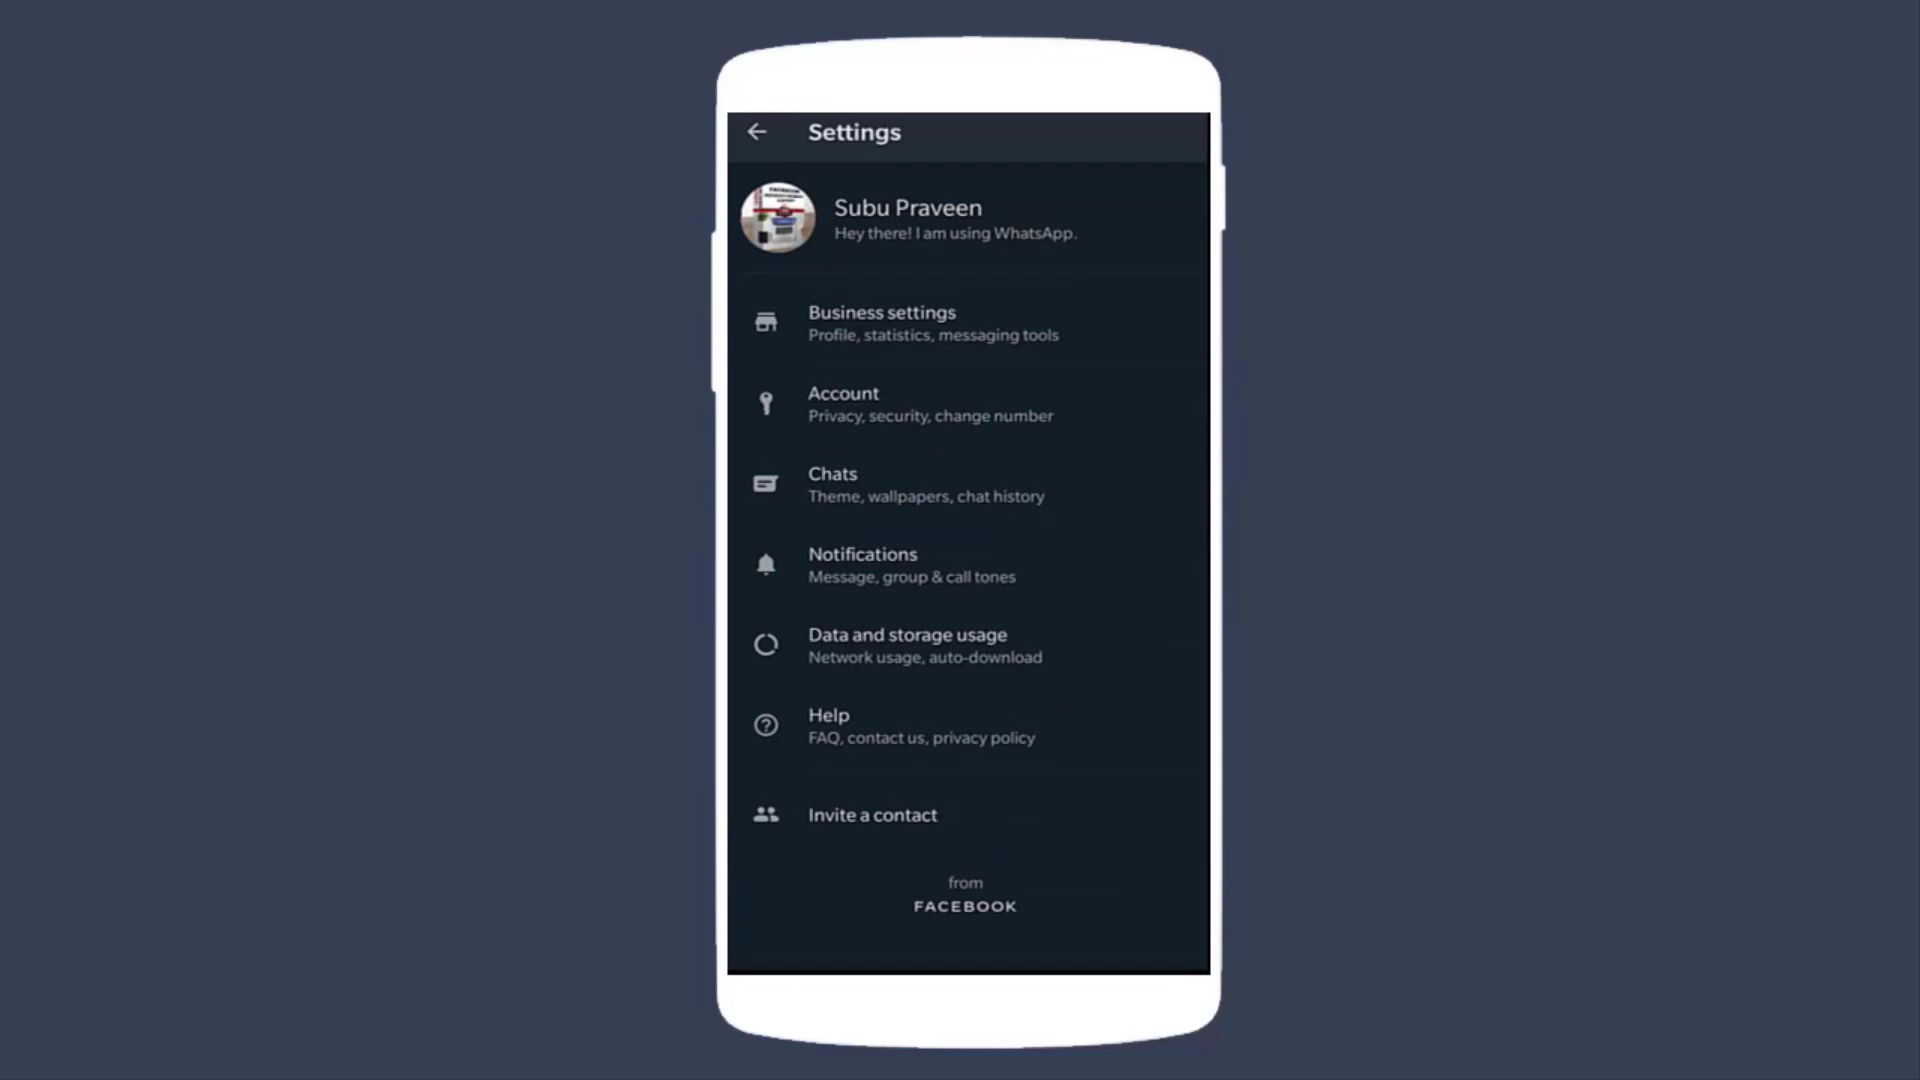 Settings
Subu Praveen
Hey there! I am using WhatsApp.
Business settings
Profile, statistics, messaging tools
Account
Privacy, security, change number
Chats
Theme, wallpapers, chat history
Notifications
Message, group & call tones
Data and storage usage
Network usage, auto-download
Help
FAQ, contact us, privacy policy
Invite a contact
from
FACEBOOK